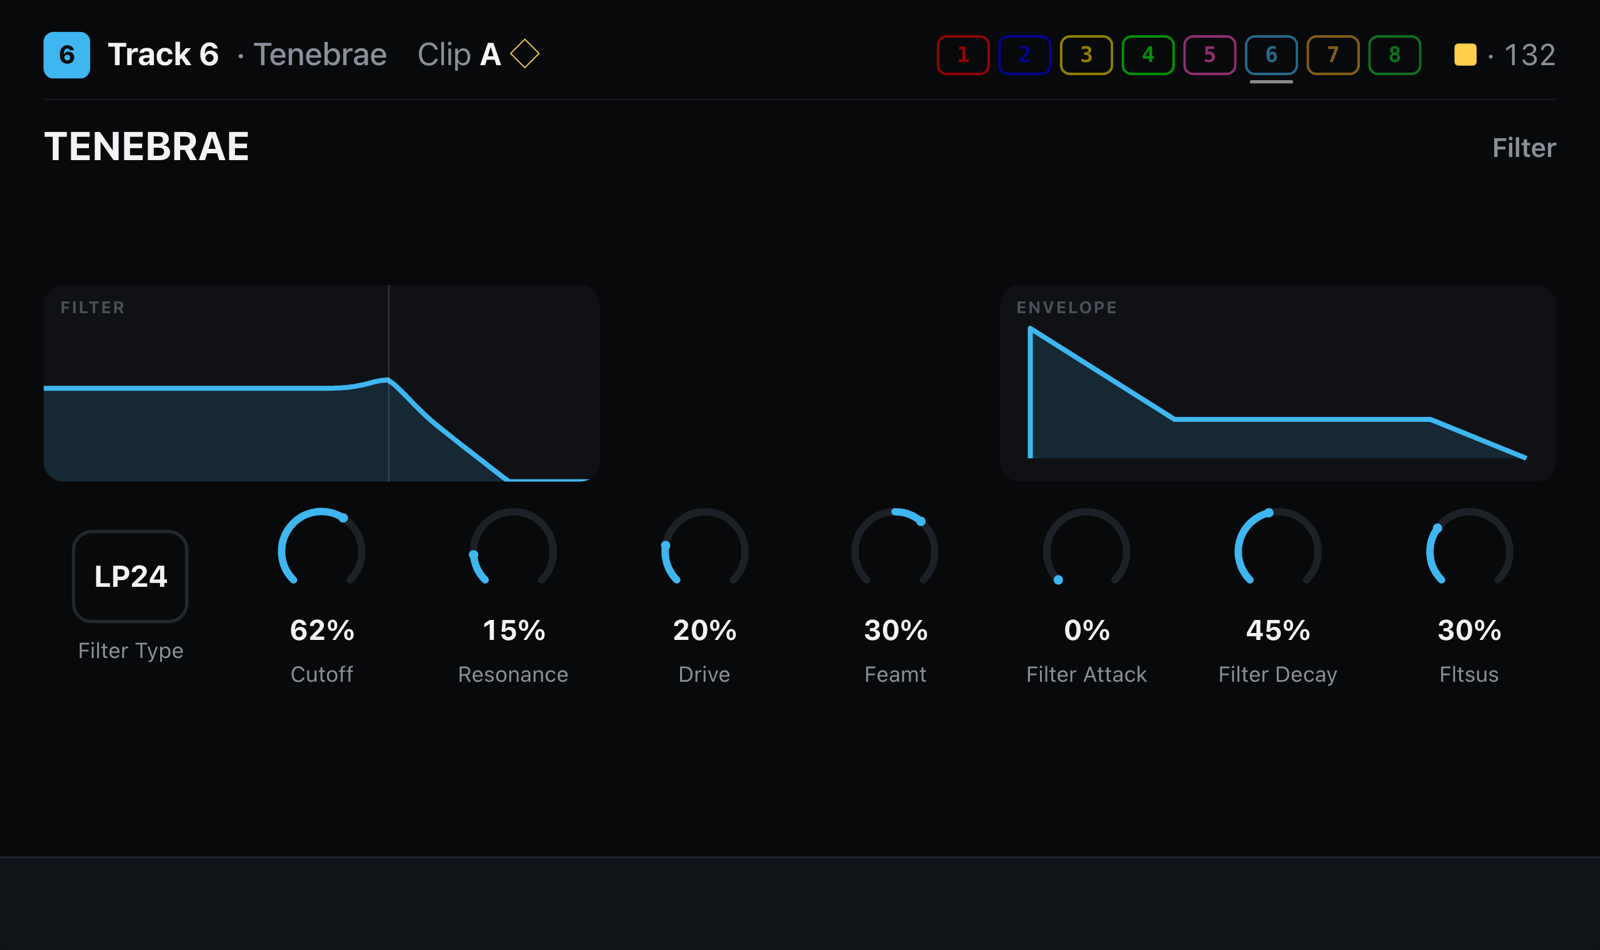 6 Track 6 · Tenebrae Clip A 1 2 3 4 5 6 7 8 · 132
TENEBRAE Filter
FILTER ENVELOPE
LP24
Filter Type
62% 15% 20% 30% 0% 45% 30%
Cutoff Resonance Drive Feamt Filter Attack Filter Decay Fltsus